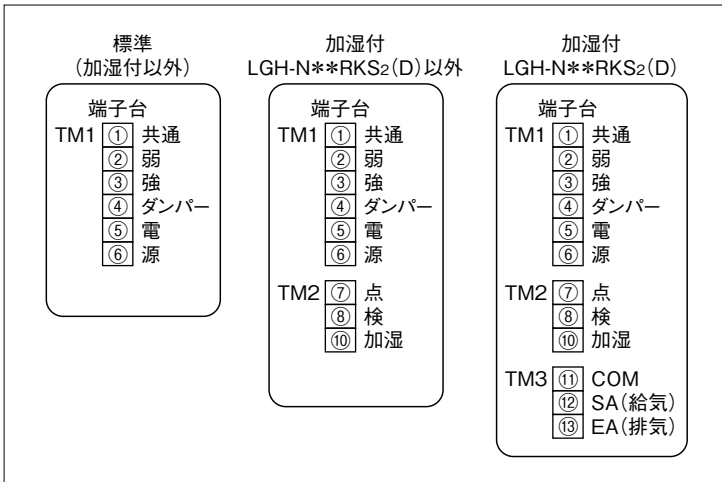 標準
(加湿付以外)
端子台
TM1 ① 共通
② 弱
③ 強
④ ダンパー
⑤ 電
⑥ 源
加湿付
LGH-N**RKS2(D)以外
端子台
TM1 ① 共通
② 弱
③ 強
④ ダンパー
⑤ 電
⑥ 源
TM2 ⑦ 点
⑧ 検
⑩ 加湿
加湿付
LGH-N**RKS2(D)
端子台
TM1 ① 共通
② 弱
③ 強
④ ダンパー
⑤ 電
⑥ 源
TM2 ⑦ 点
⑧ 検
⑩ 加湿
TM3 ⑪ COM
⑫ SA(給気)
⑬ EA(排気)